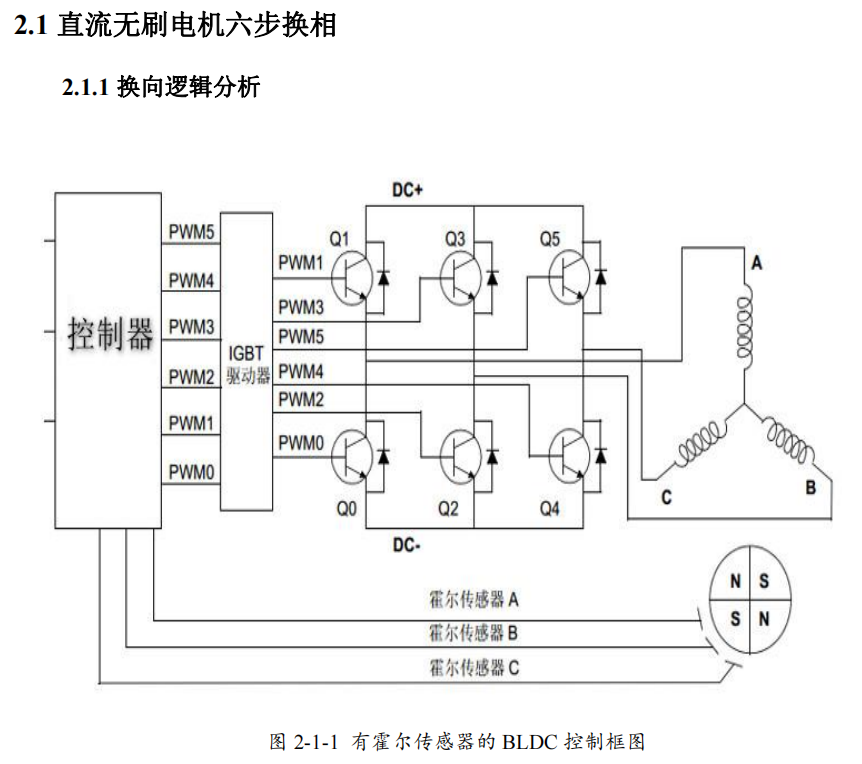 2.1 直流无刷电机六步换相
2.1.1 换向逻辑分析
DC+
PWM5
Q1
Q3
Q5
PWM1
A
PWM4
PWM3
控制器
PWM3
PWM5
IGBT
驱动器
PWM2
PWM4
PWM2
PWM1
PWM0
PWM0
C
B
Q0
Q2
Q4
DC-
N
S
S
N
霍尔传感器 A
霍尔传感器 B
霍尔传感器 C
图 2-1-1 有霍尔传感器的 BLDC 控制框图